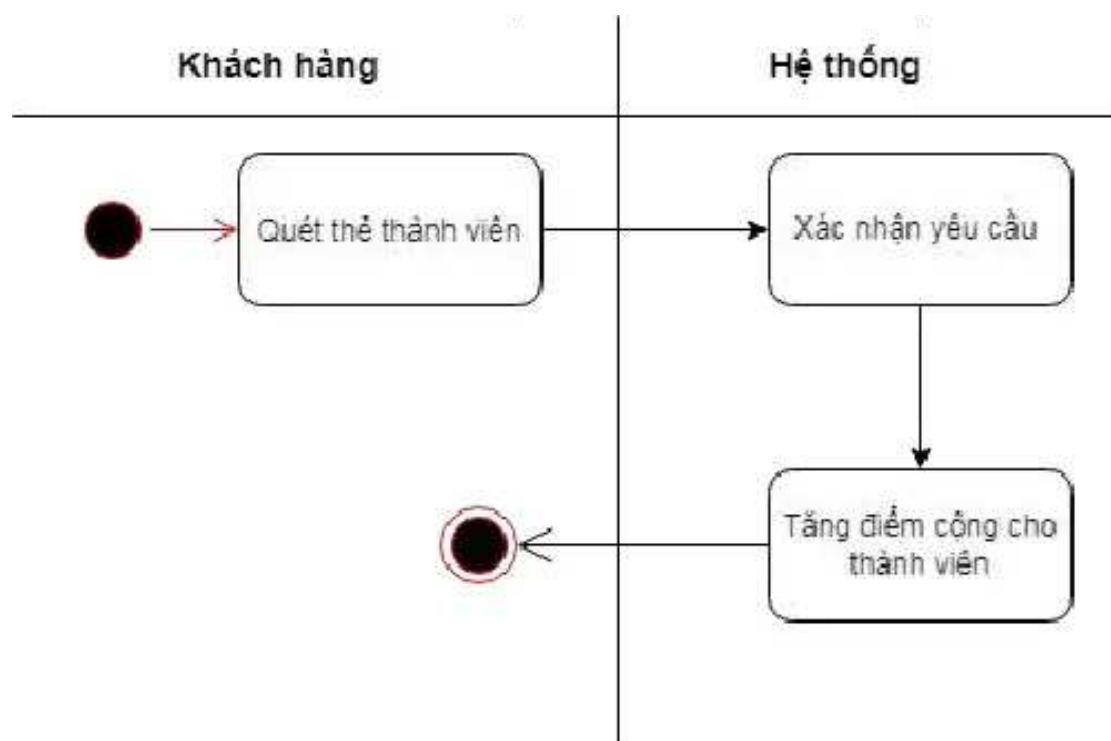 Khách hàng
Hệ thống
Quét thẻ thành viên
Xác nhận yêu cầu
Tăng điểm cộng cho
thành viên